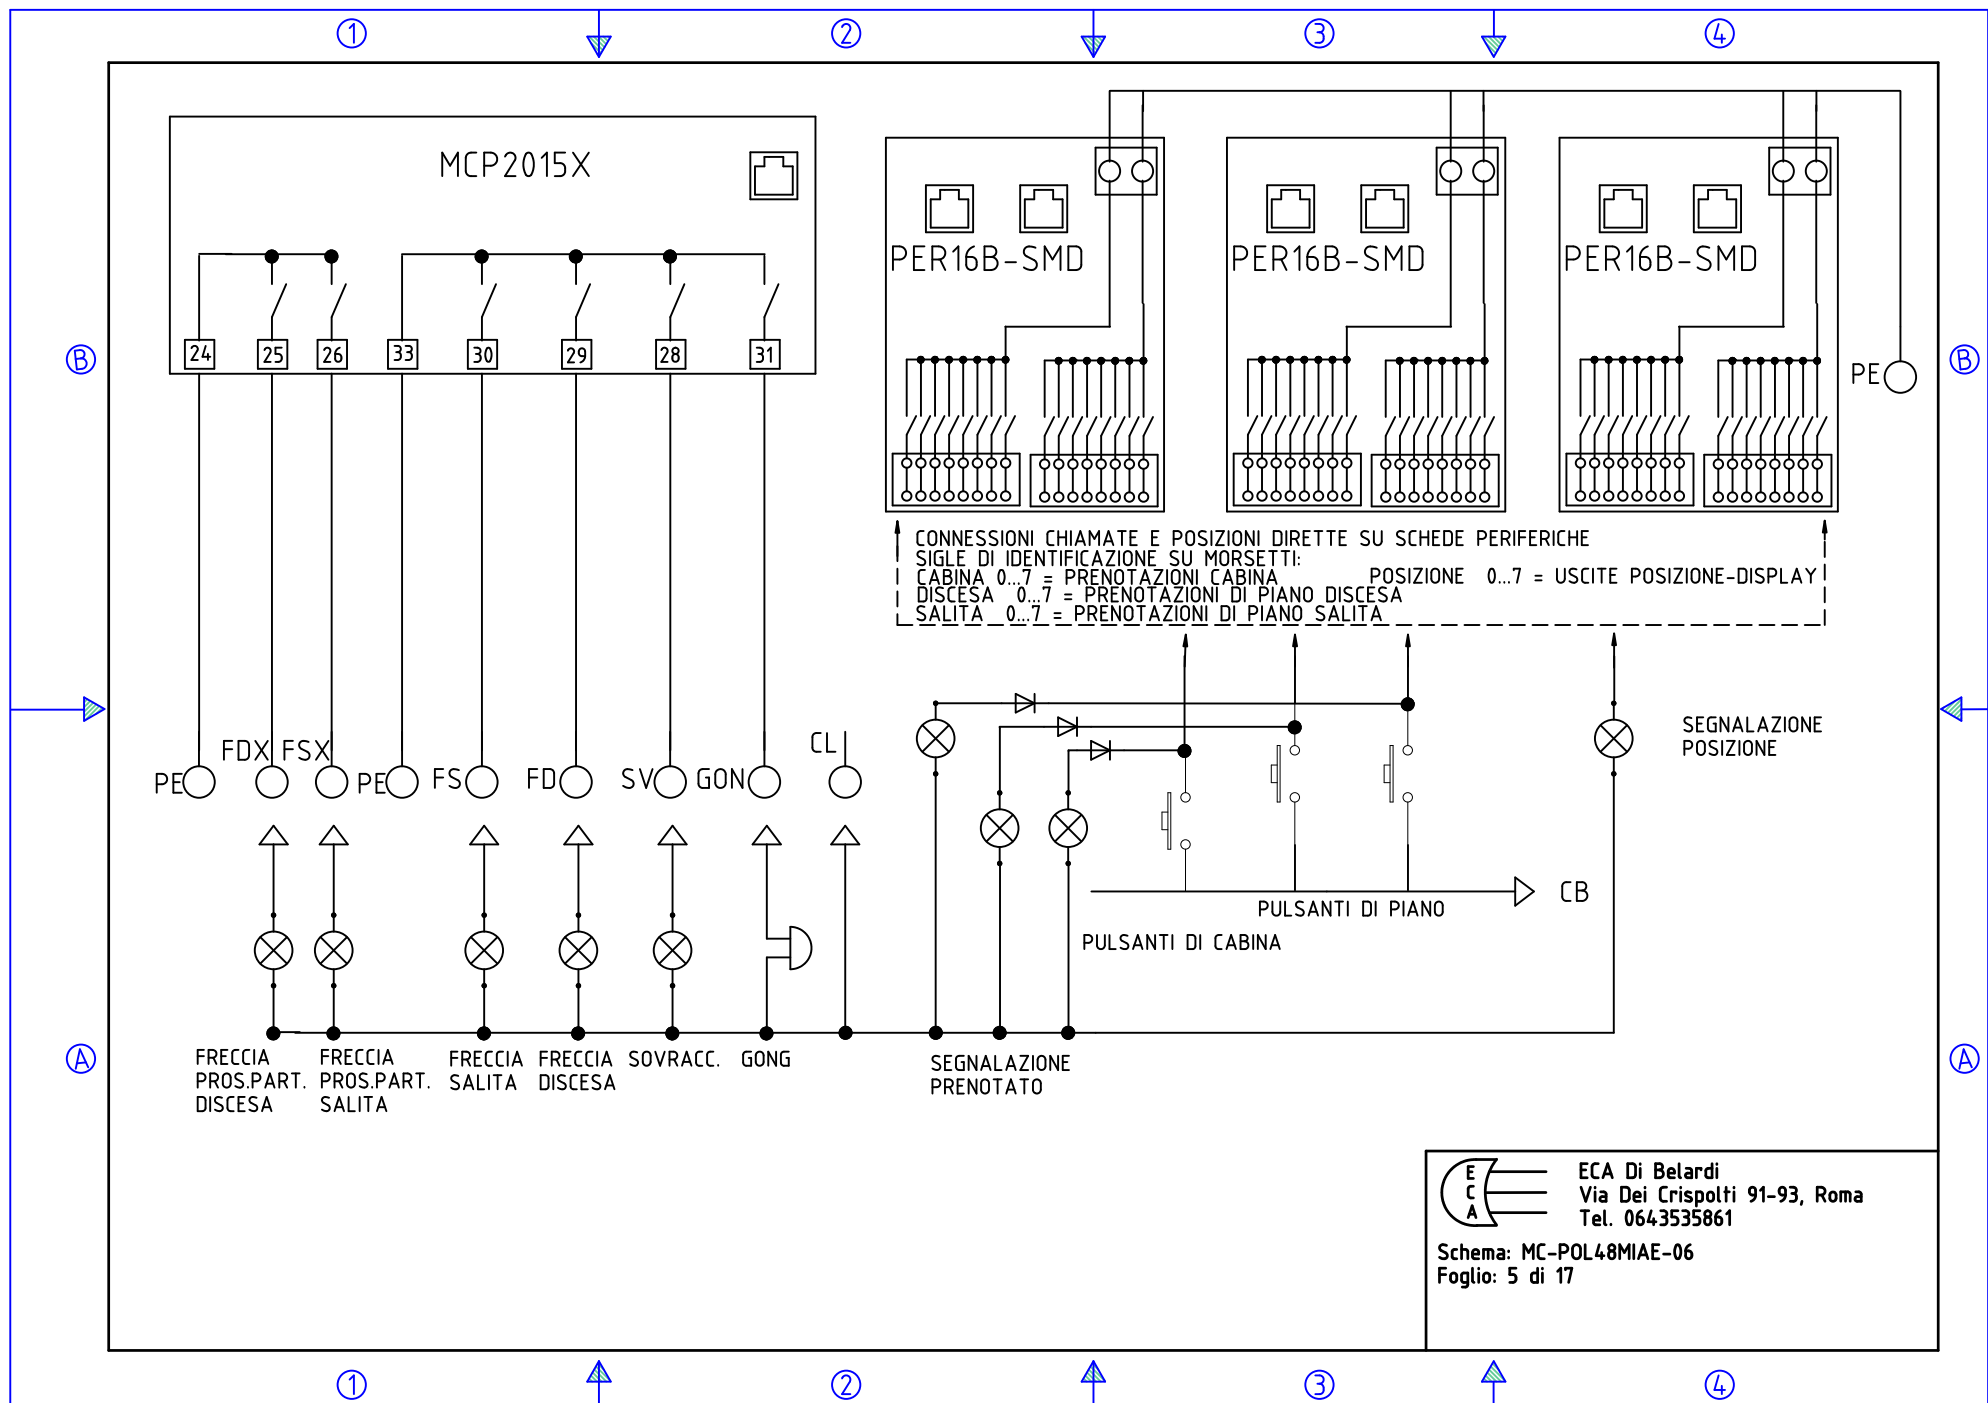 1 2 3 4
MCP2015X
24 25 26 33 30 29 28 31
PER16B-SMD PER16B-SMD PER16B-SMD
B B
PE
CONNESSIONI CHIAMATE E POSIZIONI DIRETTE SU SCHEDE PERIFERICHE
SIGLE DI IDENTIFICAZIONE SU MORSETTI:
CABINA 0...7 = PRENOTAZIONI CABINA POSIZIONE 0...7 = USCITE POSIZIONE-DISPLAY
DISCESA 0...7 = PRENOTAZIONI DI PIANO DISCESA
SALITA 0...7 = PRENOTAZIONI DI PIANO SALITA
PE FDX FSX PE FS FD SV GON CL
SEGNALAZIONE
POSIZIONE
CB
PULSANTI DI PIANO
PULSANTI DI CABINA
A A
FRECCIA
PROS.PART.
DISCESA
FRECCIA
PROS.PART.
SALITA
FRECCIA
SALITA
FRECCIA
DISCESA
SOVRACC.
GONG
SEGNALAZIONE
PRENOTATO
E
C
A
ECA Di Belardi
Via Dei Crispolti 91-93, Roma
Tel. 0643535861
Schema: MC-POL48MIAE-06
Foglio: 5 di 17
1 2 3 4